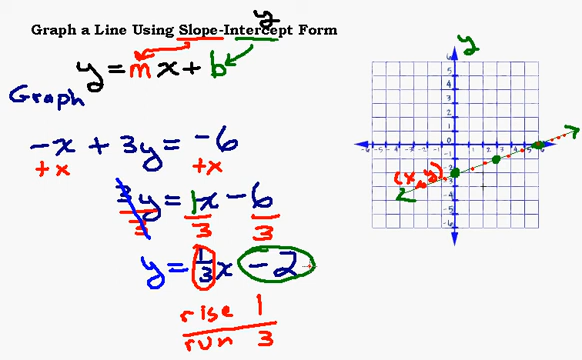 y
Graph a Line Using Slope-Intercept Form
y = mx + b
Graph
-x + 3y = -6
+x +x
3y = 1x - 6
3 3 3
y = 1/3 x - 2
rise 1
run 3
y
(x, y)